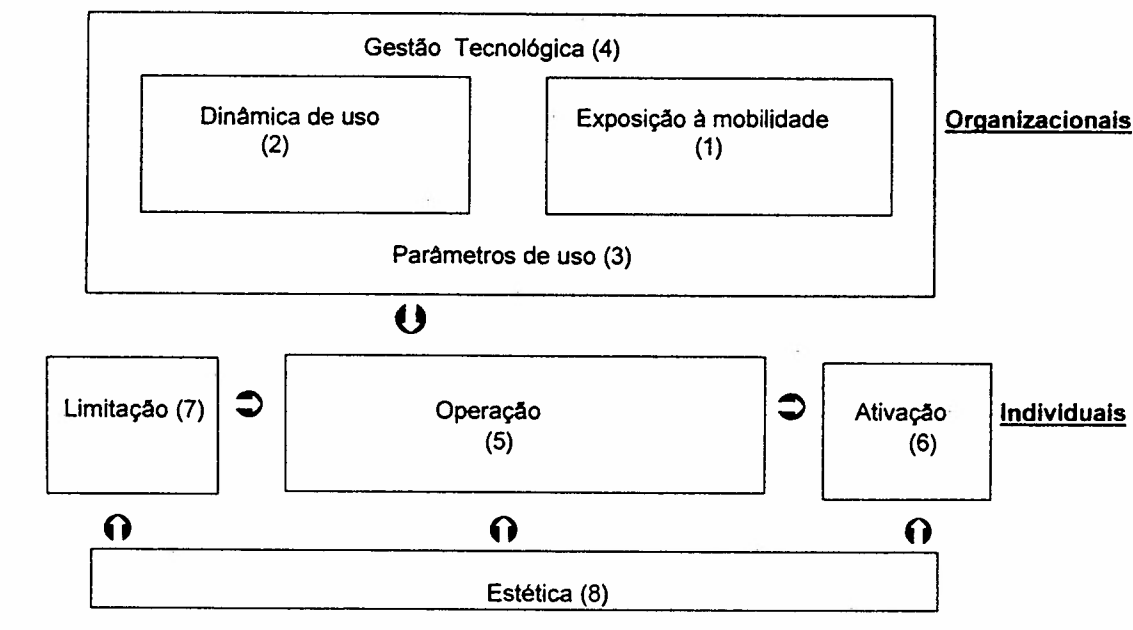 Gestão Tecnológica (4)
Dinâmica de uso
(2)
Exposição à mobilidade
(1)
Organizacionais
Parâmetros de uso (3)
Limitação (7)
Operação
(5)
Ativação
(6)
Individuais
Estética (8)